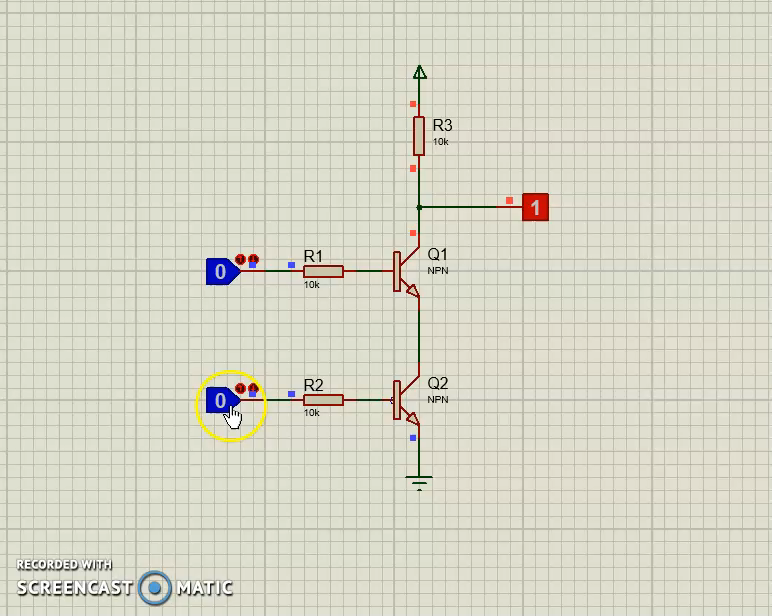 R3
10k
1
R1
Q1
0
NPN
10k
R2
Q2
0
NPN
10k
RECORDED WITH
SCREENCAST MATIC